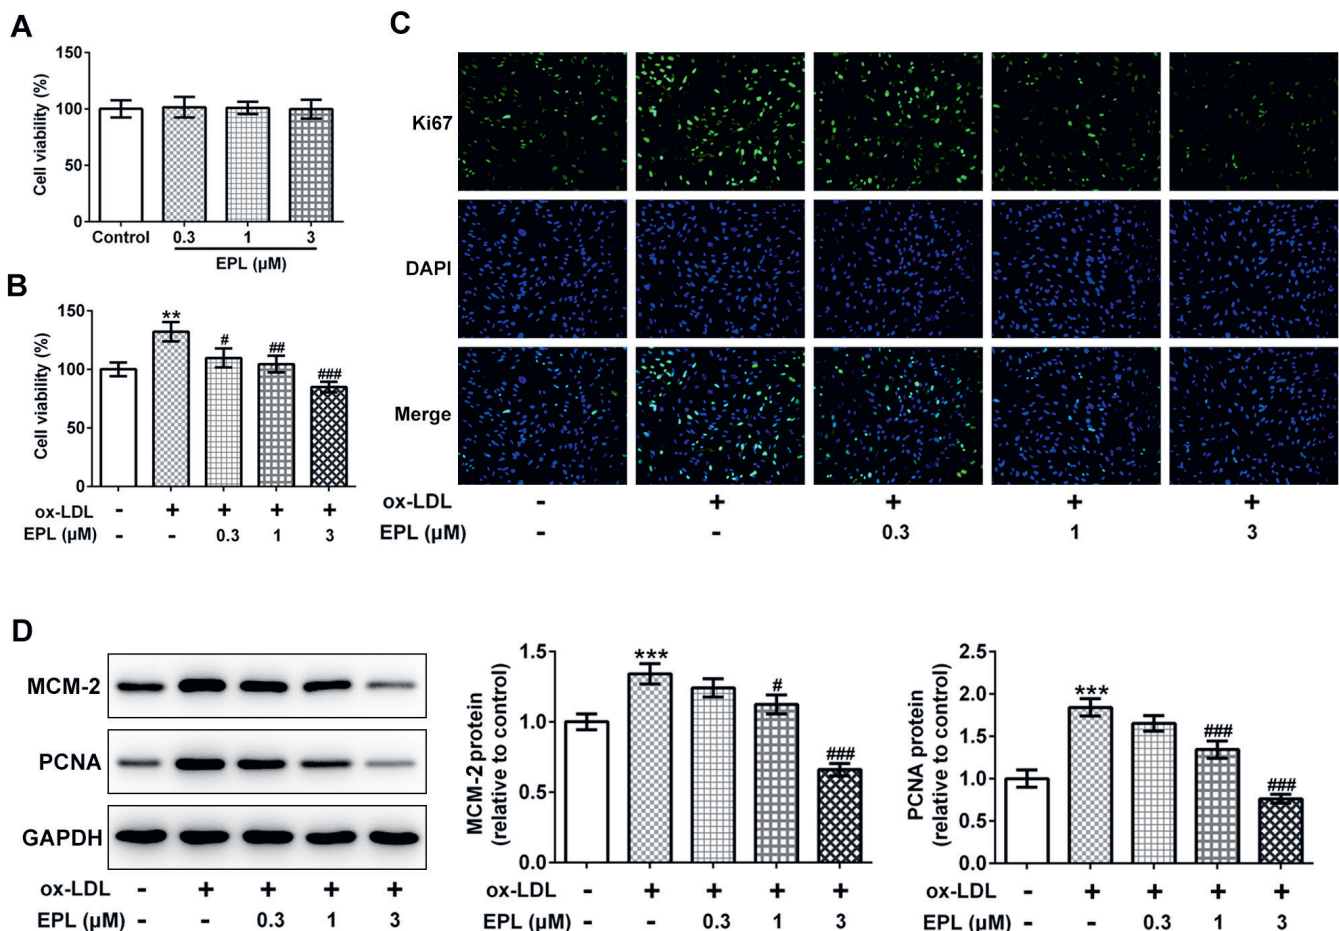 A
150
100
50
0
Cell viability (%)
Control 0.3 1 3
EPL (µM)
B
150
100
50
0
Cell viability (%)
** # ## ###
ox-LDL - + + + +
EPL (µM) - - 0.3 1 3
C
Ki67
DAPI
Merge
ox-LDL - + + + +
EPL (µM) - - 0.3 1 3
D
MCM-2
PCNA
GAPDH
ox-LDL - + + + +
EPL (µM) - - 0.3 1 3
1.5
1.0
0.5
0.0
MCM-2 protein
(relative to control)
*** # ###
ox-LDL - + + + +
EPL (µM) - - 0.3 1 3
2.5
2.0
1.5
1.0
0.5
0.0
PCNA protein
(relative to control)
*** ### ###
ox-LDL - + + + +
EPL (µM) - - 0.3 1 3